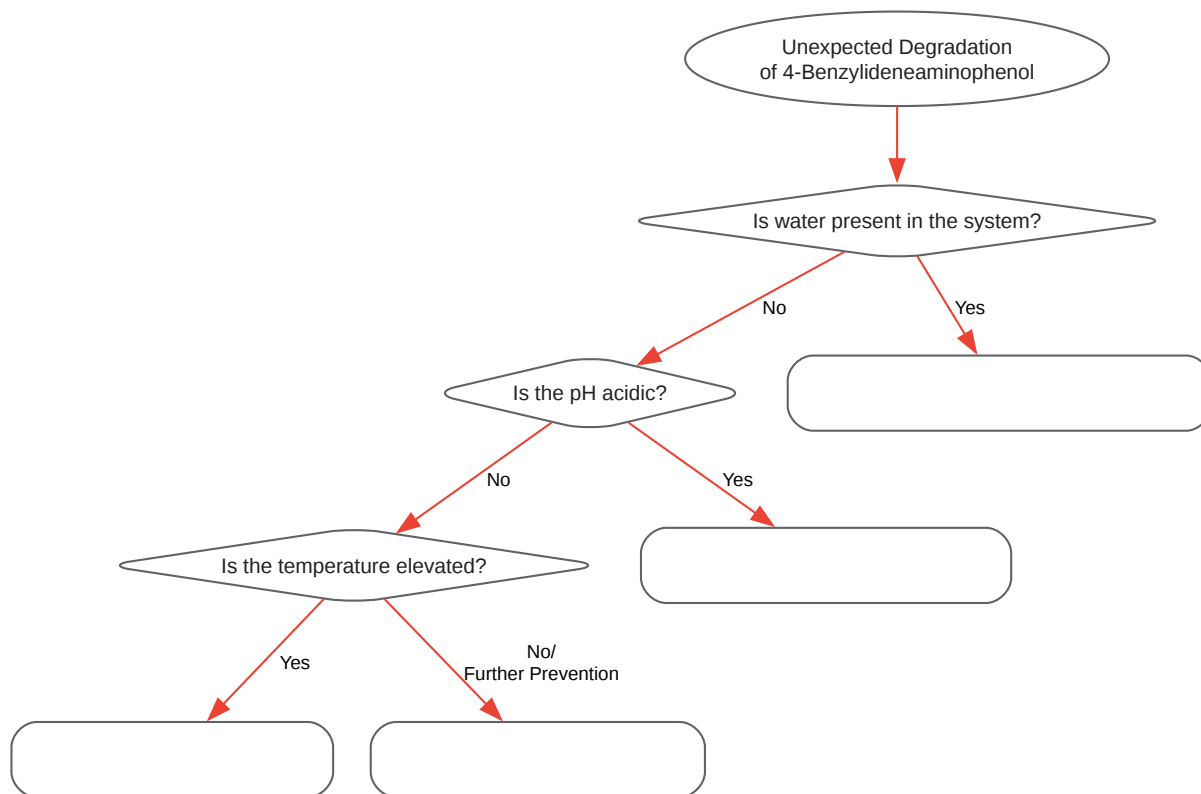 Unexpected Degradation
of 4-Benzylideneaminophenol
Is water present in the system?
No
Yes
Is the pH acidic?
No
Yes
Is the temperature elevated?
Yes
No/
Further Prevention